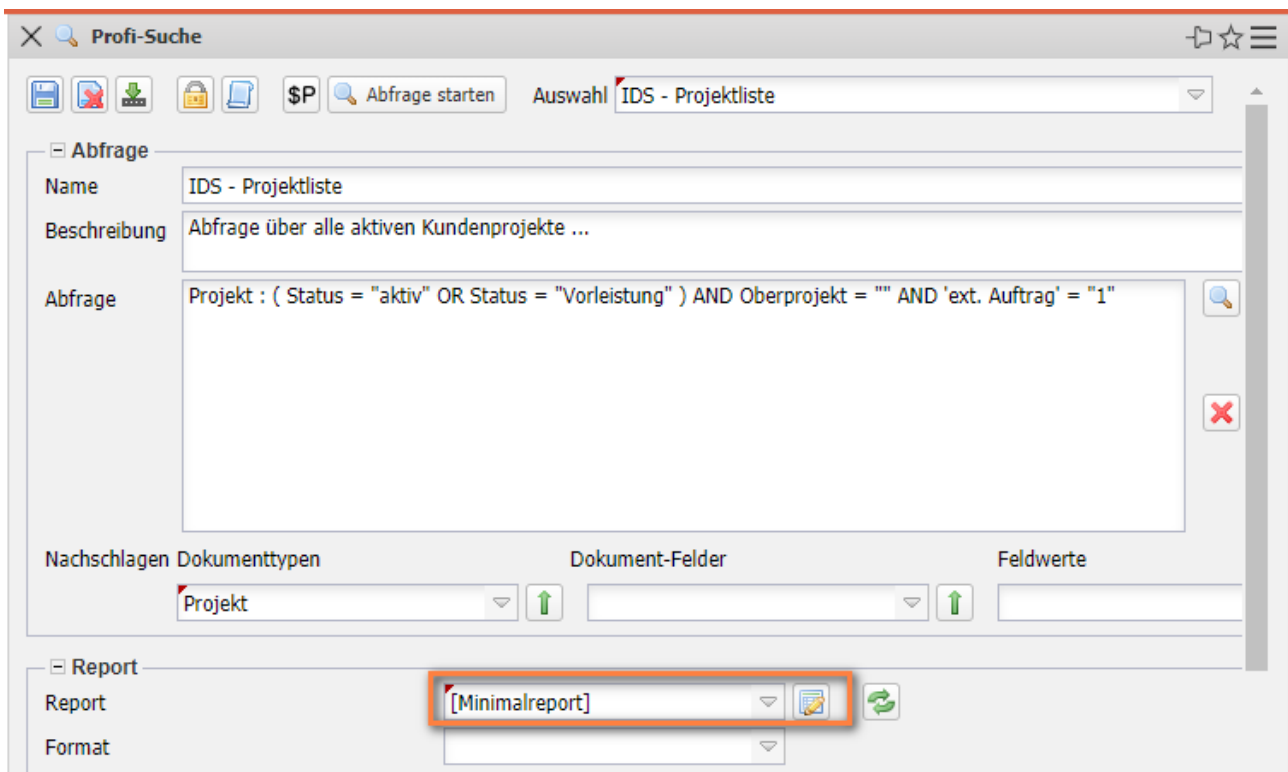 Profi-Suche
$P Abfrage starten Auswahl IDS - Projektliste
Abfrage
Name IDS - Projektliste
Beschreibung Abfrage über alle aktiven Kundenprojekte ...
Abfrage Projekt : ( Status = "aktiv" OR Status = "Vorleistung" ) AND Oberprojekt = "" AND 'ext. Auftrag' = "1"
Nachschlagen Dokumenttypen Dokument-Felder Feldwerte
Projekt
Report
Report [Minimalreport]
Format